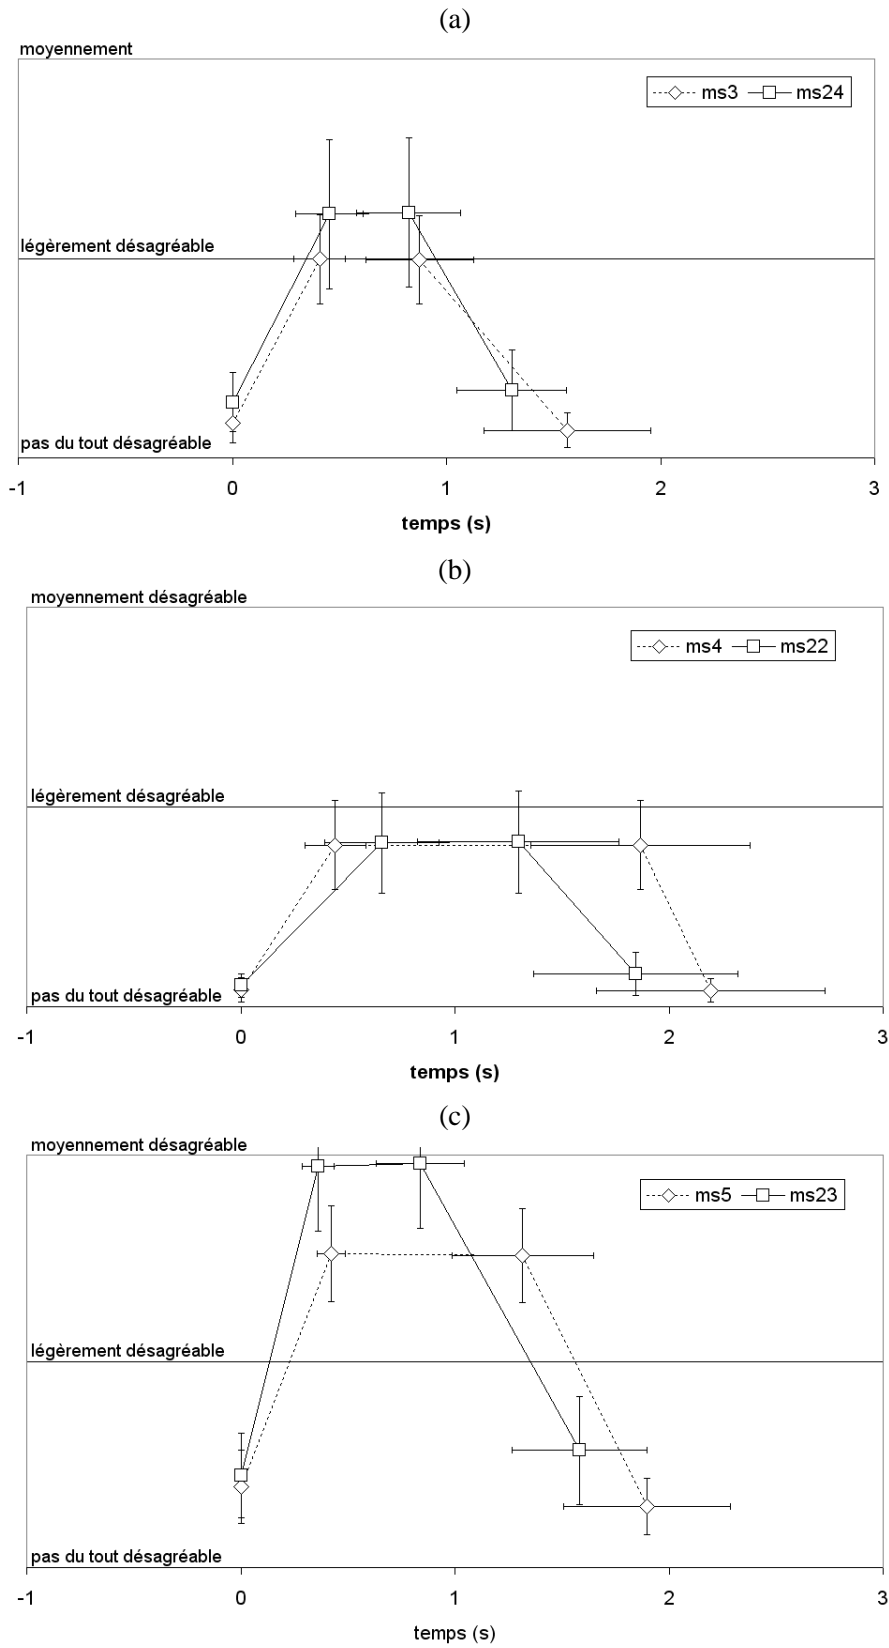 (a)
moyennement
ms3 ms24
légèrement désagréable
pas du tout désagréable
-1 0 1 2 3
temps (s)
(b)
moyennement désagréable
ms4 ms22
légèrement désagréable
pas du tout désagréable
-1 0 1 2 3
temps (s)
(c)
moyennement désagréable
ms5 ms23
légèrement désagréable
pas du tout désagréable
-1 0 1 2 3
temps (s)